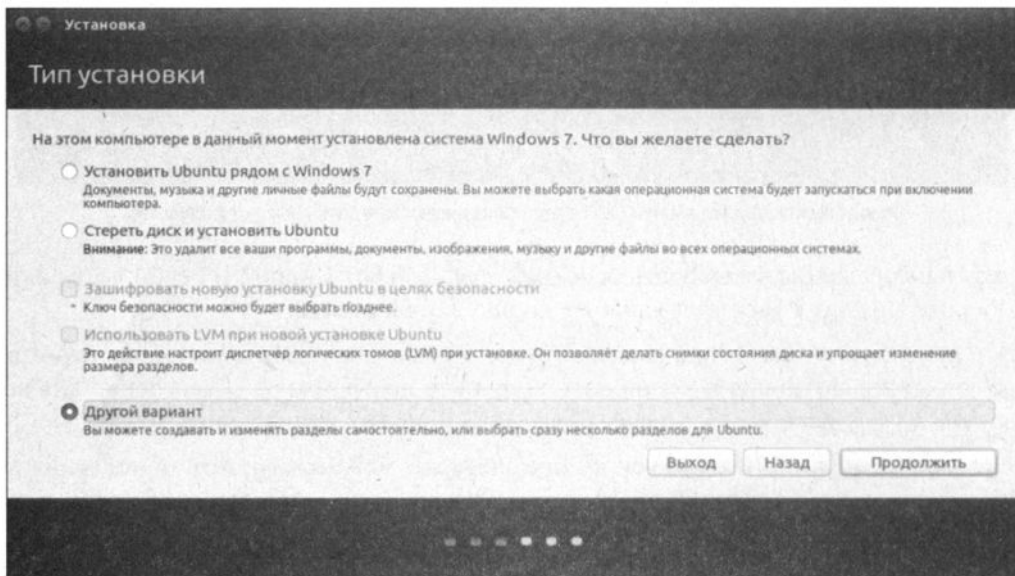 Установка
Тип установки
На этом компьютере в данный момент установлена система Windows 7. Что вы желаете сделать?
Установить Ubuntu рядом с Windows 7
Документы, музыка и другие личные файлы будут сохранены. Вы можете выбрать какая операционная система будет запускаться при включении
компьютера.
Стереть диск и установить Ubuntu
Внимание: Это удалит все ваши программы, документы, изображения, музыку и другие файлы во всех операционных системах.
Зашифровать новую установку Ubuntu в целях безопасности
Ключ безопасности можно будет выбрать позднее.
Использовать LVM при новой установке Ubuntu
Это действие настроит диспетчер логических томов (LVM) при установке. Он позволяет делать снимки состояния диска и упрощает изменение
размера разделов.
Другой вариант
Вы можете создавать и изменять разделы самостоятельно, или выбрать сразу несколько разделов для Ubuntu.
Выход Назад Продолжить